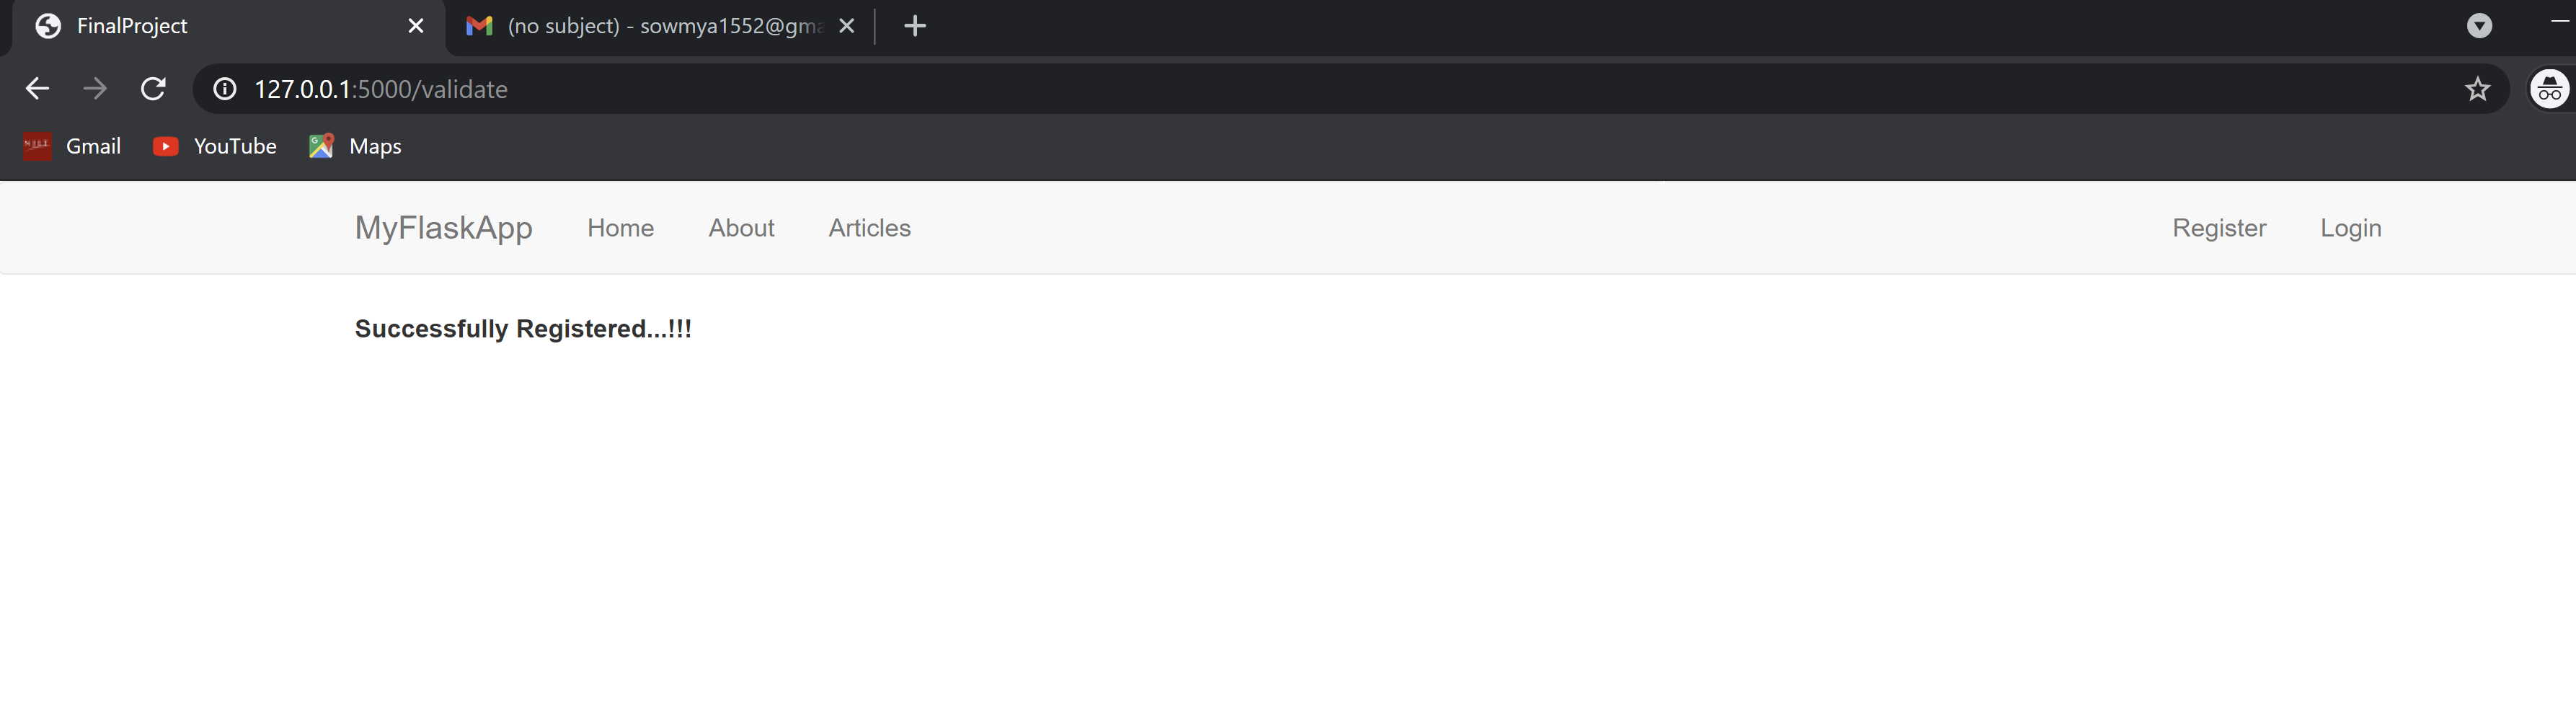 FinalProject
(no subject) - sowmya1552@gma
127.0.0.1:5000/validate
Gmail YouTube Maps
MyFlaskApp Home About Articles Register Login
Successfully Registered...!!!